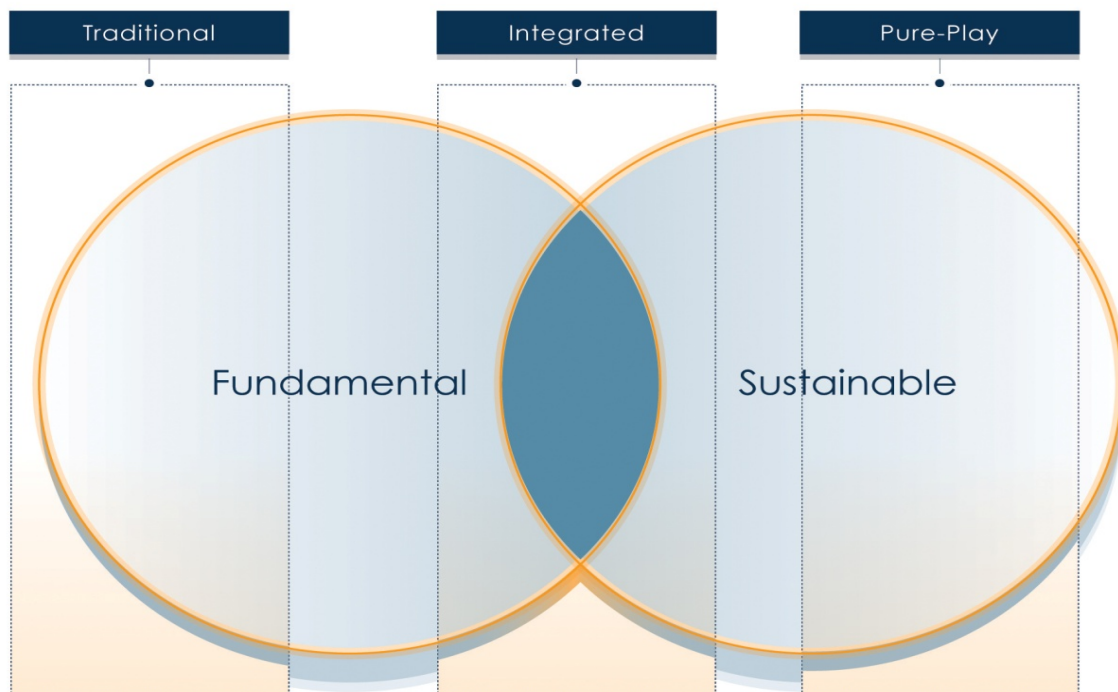 Traditional
Integrated
Pure-Play
Fundamental
Sustainable